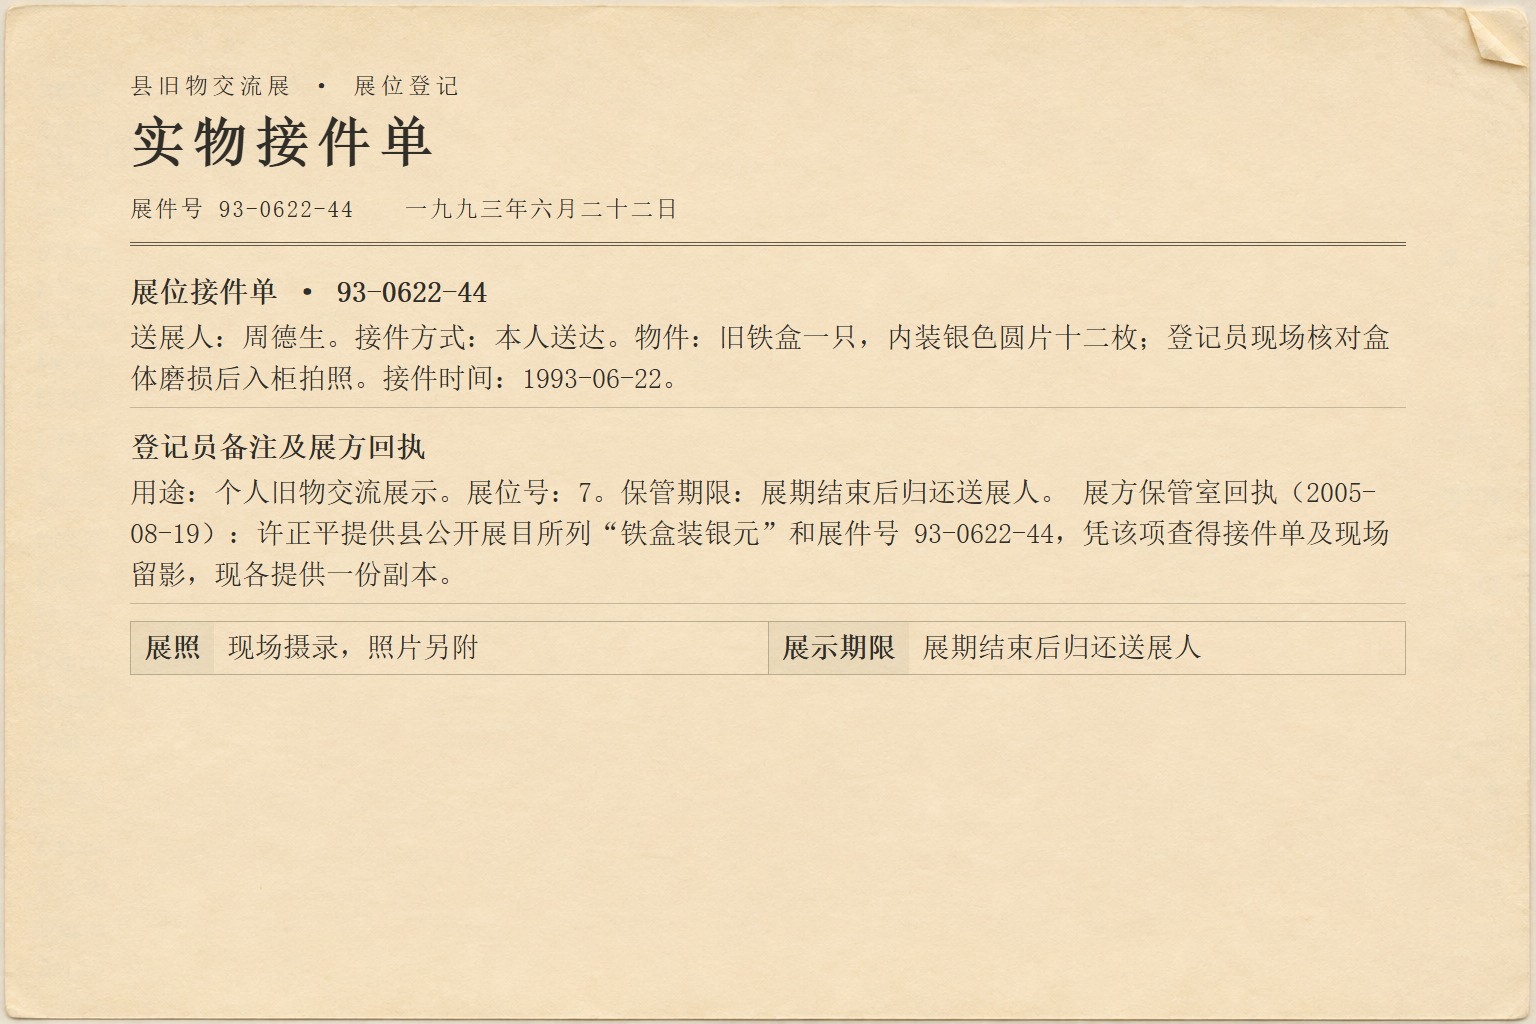 县旧物交流展 • 展位登记
实物接件单
展件号 93-0622-44 一九九三年六月二十二日
展位接件单 • 93-0622-44
送展人：周德生。接件方式：本人送达。物件：旧铁盒一只，内装银色圆片十二枚；登记员现场核对盒
体磨损后入柜拍照。接件时间：1993-06-22。
登记员备注及展方回执
用途：个人旧物交流展示。展位号：7。保管期限：展期结束后归还送展人。 展方保管室回执（2005-
08-19）：许正平提供县公开展目所列“铁盒装银元”和展件号 93-0622-44，凭该项查得接件单及现场
留影，现各提供一份副本。
展照 现场摄录，照片另附 展示期限 展期结束后归还送展人